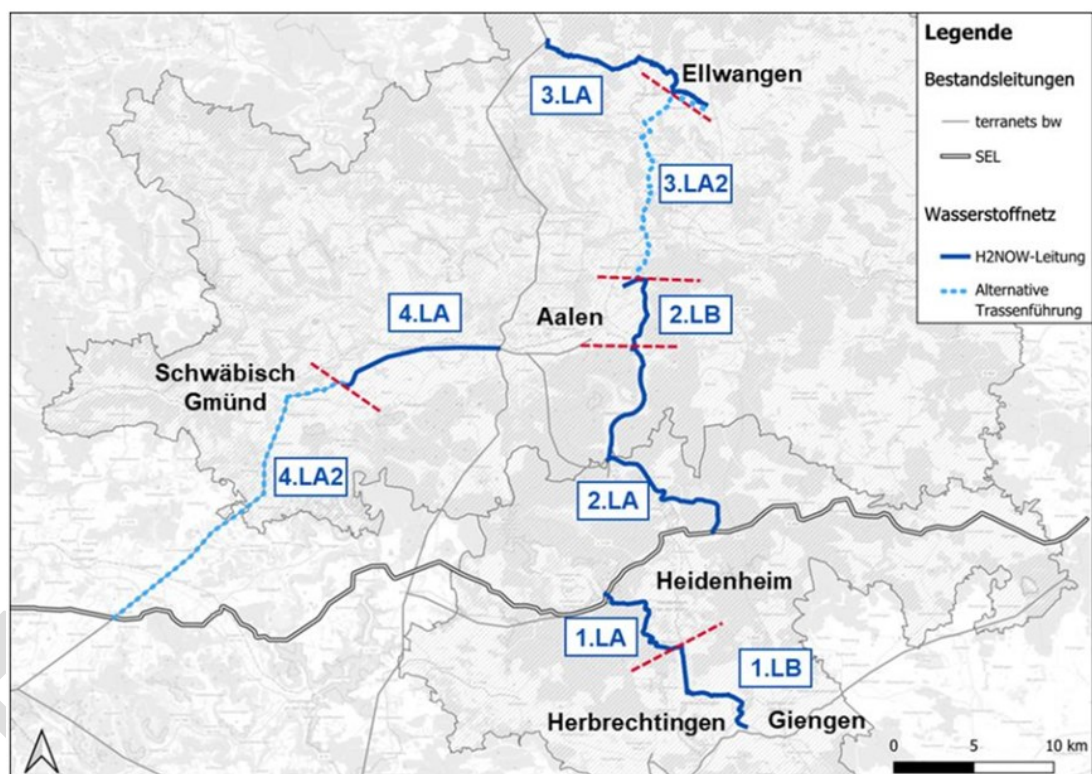 Legende
Bestandsleitungen
terranets bw
SEL
Wasserstoffnetz
H2NOW-Leitung
Alternative
Trassenführung
Ellwangen
3.LA
3.LA2
4.LA
Aalen
2.LB
Schwäbisch
Gmünd
4.LA2
2.LA
Heidenheim
1.LA
1.LB
Herbrechtingen
Giengen
0 5 10 km